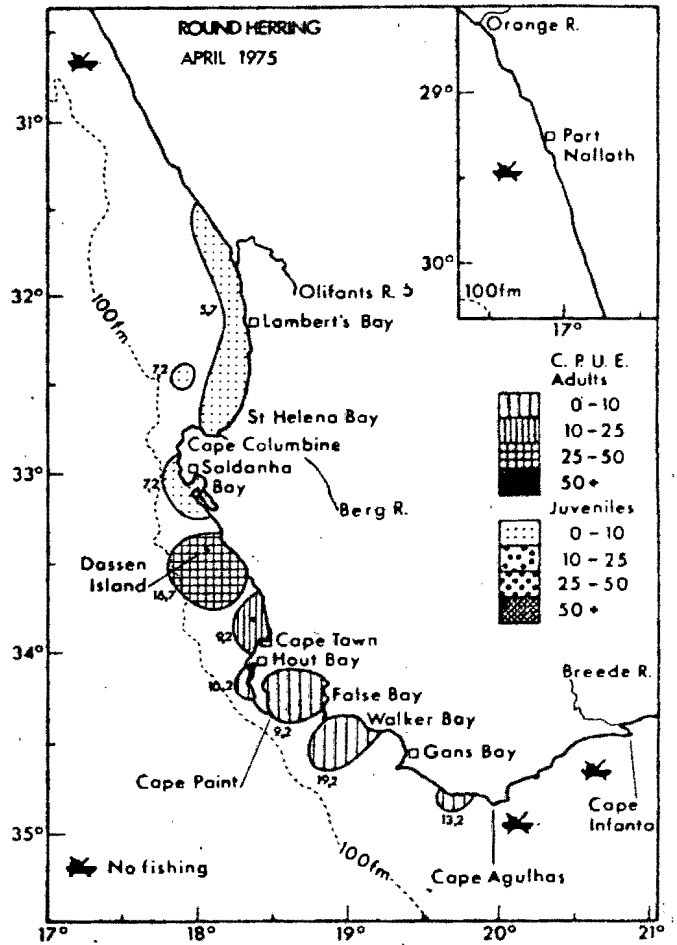 ROUND HERRING
APRIL 1975
Orange R.
29°
Port
Nalloth
30°
100fm
17°
31°
32°
33°
34°
35°
100fm
5,7
Olifants R. 5
Lambert's Bay
7,2
St Helena Bay
Cape Columbine
Saldanha
Bay
7,2
Berg R.
Dassen
Island
16,7
9,2
Cape Town
Hout Bay
10,2
False Bay
9,2
Walker Bay
Cape Point
19,2
Gans Bay
13,2
Breede R.
Cape
Infanta
Cape Agulhas
100fm
C. P. U. E.
Adults
0-10
10-25
25-50
50+
Juveniles
0-10
10-25
25-50
50+
No fishing
17° 18° 19° 20° 21°